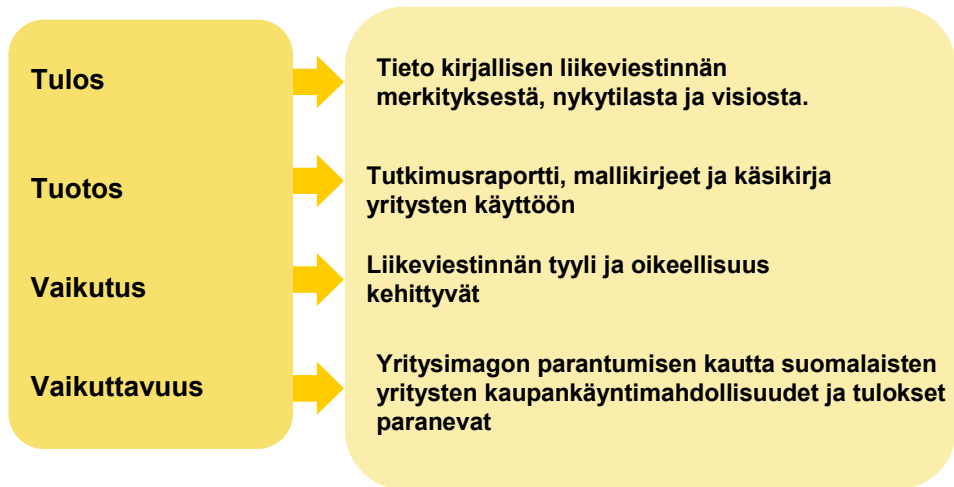 Tulos
Tieto kirjallisen liikeviestinnän
merkityksestä, nykytilasta ja visiosta.
Tuotos
Tutkimusraportti, mallikirjeet ja käsikirja
yritysten käyttöön
Vaikutus
Liikeviestinnän tyyli ja oikeellisuus
kehittyvät
Vaikuttavuus
Yritysimagon parantumisen kautta suomalaisten
yritysten kaupankäyntimahdollisuudet ja tulokset
paranevat